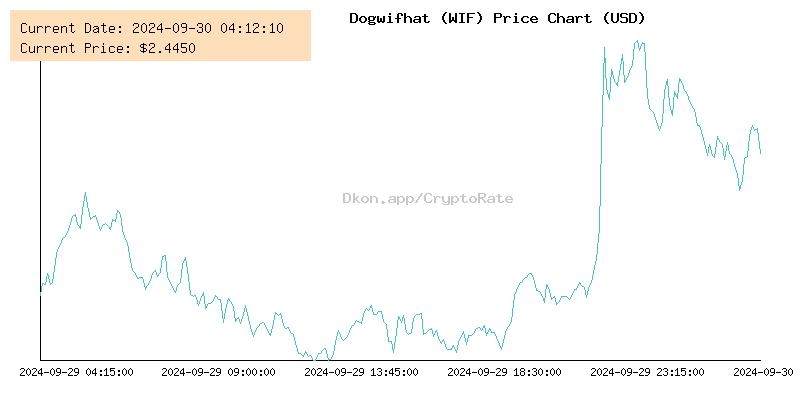 Dogwifhat (WIF) Price Chart (USD)
Current Date: 2024-09-30 04:12:10
Current Price: $2.4450
Dkon.app/CryptoRate
2024-09-29 04:15:00 2024-09-29 09:00:00 2024-09-29 13:45:00 2024-09-29 18:30:00 2024-09-29 23:15:00 2024-09-30